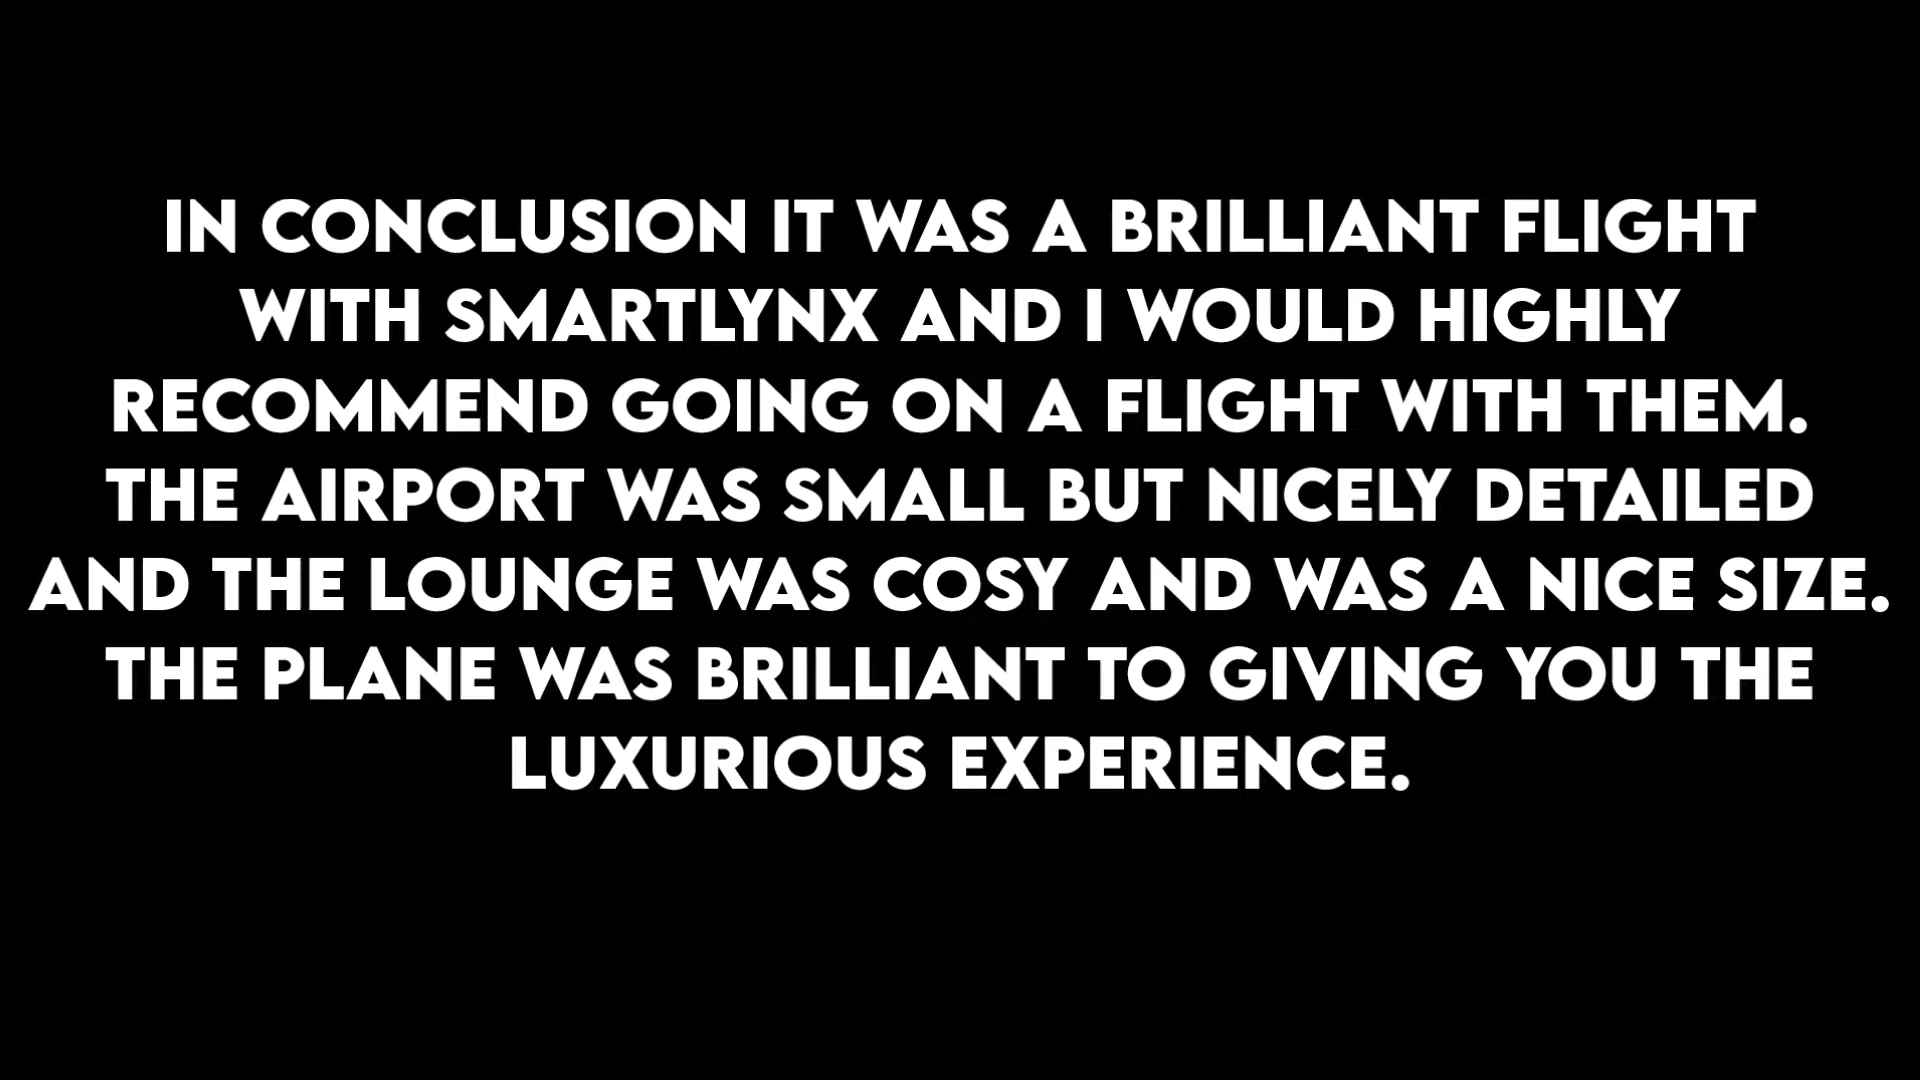 IN CONCLUSION IT WAS A BRILLIANT FLIGHT
WITH SMARTLYNX AND I WOULD HIGHLY
RECOMMEND GOING ON A FLIGHT WITH THEM.
THE AIRPORT WAS SMALL BUT NICELY DETAILED
AND THE LOUNGE WAS COSY AND WAS A NICE SIZE.
THE PLANE WAS BRILLIANT TO GIVING YOU THE
LUXURIOUS EXPERIENCE.